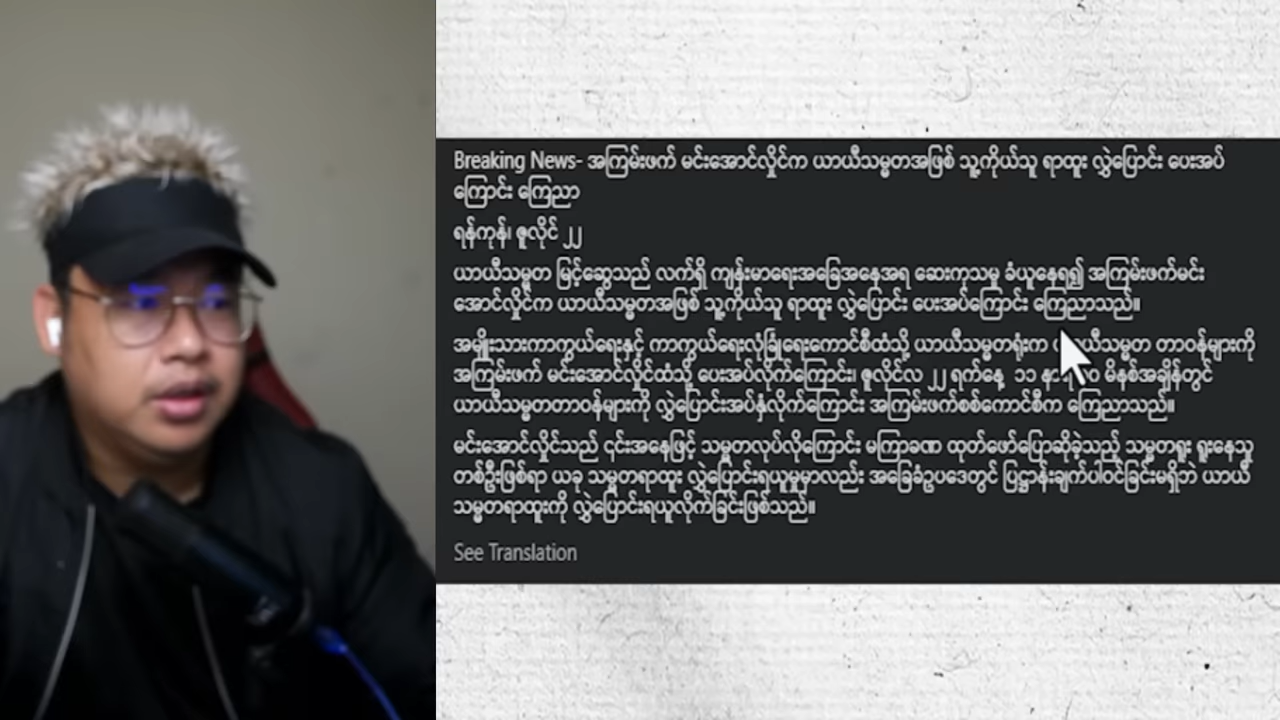 Breaking News- အကြမ်းဖက် မင်းအောင်လှိုင်က ယာယီသမ္မတအဖြစ် သူ့ကိုယ်သူ ရာထူး လွှဲပြောင်း ပေးအပ်
ကြောင်း ကြေညာ
ရန်ကုန်၊ ဇူလိုင် ၂၂
ယာယီသမ္မတ မြင့်ဆွေသည် လက်ရှိ ကျန်းမာရေးအခြေအနေအရ ဆေးကုသမှု ခံယူနေရ၍ အကြမ်းဖက်မင်း
အောင်လှိုင်က ယာယီသမ္မတအဖြစ် သူ့ကိုယ်သူ ရာထူး လွှဲပြောင်း ပေးအပ်ကြောင်း ကြေညာသည်။
အမျိုးသားကာကွယ်ရေးနှင့် ကာကွယ်ရေးလုံခြုံရေးကောင်စီထံသို့ ယာယီသမ္မတရုံးက တာဝန်များကို
အကြမ်းဖက် မင်းအောင်လှိုင်ထံသို့ ပေးအပ်လိုက်ကြောင်း၊ ဇူလိုင်လ ၂၂ ရက်နေ့ ၁၁ မိနစ်အချိန်တွင်
ယာယီသမ္မတတာဝန်များကို လွှဲပြောင်းအပ်နှံလိုက်ကြောင်း အကြမ်းဖက်စစ်ကောင်စီက ကြေညာသည်။
မင်းအောင်လှိုင်သည် ၎င်းအနေဖြင့် သမ္မတလုပ်လိုကြောင်း မကြာခဏ ထုတ်ဖော်ပြောဆိုခဲ့သည့် သမ္မတရူး ရူးနေသူ
တစ်ဦးဖြစ်ရာ ယခု သမ္မတရာထူး လွှဲပြောင်းရယူမှုမှာလည်း အခြေခံဥပဒေတွင် ပြဋ္ဌာန်းချက်ပါဝင်ခြင်းမရှိဘဲ ယာယီ
သမ္မတရာထူးကို လွှဲပြောင်းရယူလိုက်ခြင်းဖြစ်သည်။
See Translation